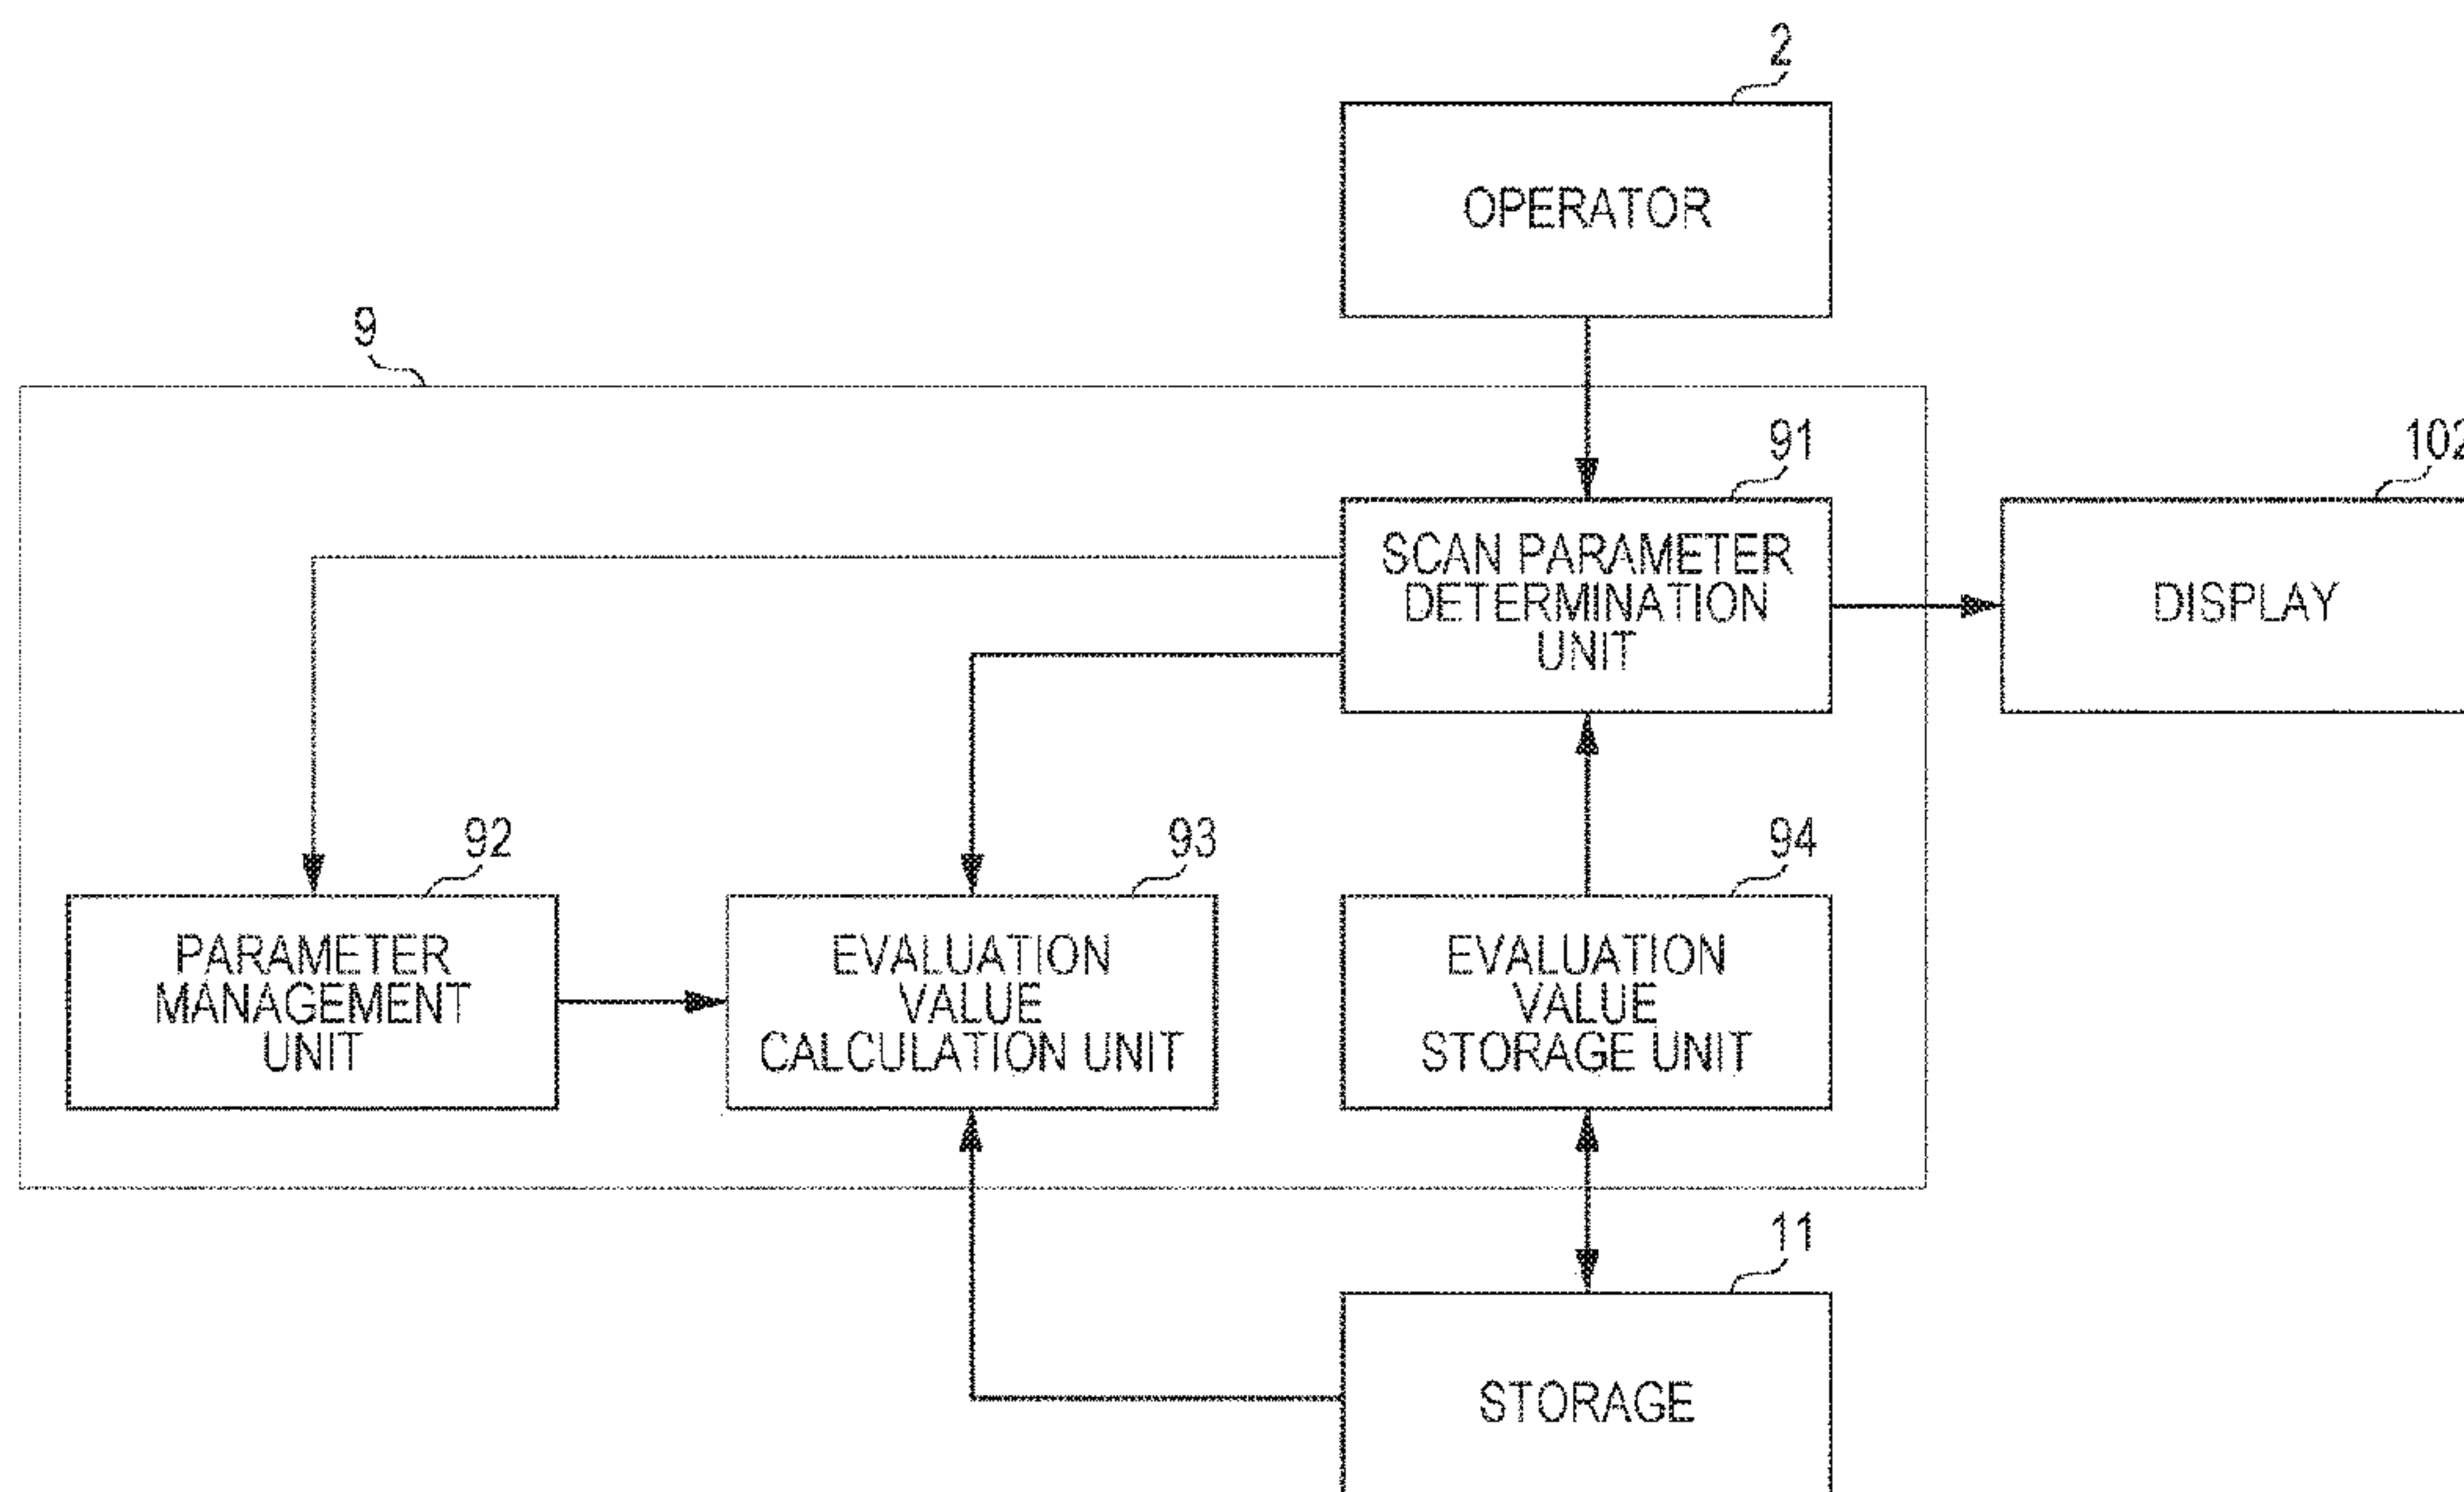 2
OPERATOR
9
91
SCAN PARAMETER
DETERMINATION
UNIT
102
DISPLAY
92
PARAMETER
MANAGEMENT
UNIT
93
EVALUATION
VALUE
CALCULATION UNIT
94
EVALUATION
VALUE
STORAGE UNIT
11
STORAGE